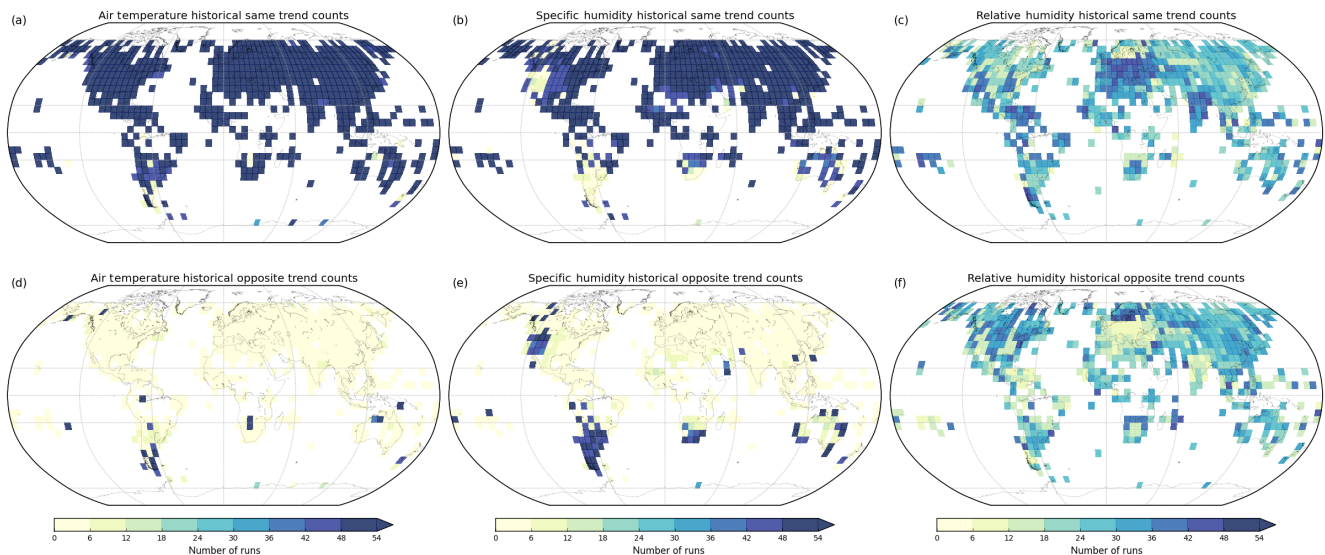 (a) Air temperature historical same trend counts
(b) Specific humidity historical same trend counts
(c) Relative humidity historical same trend counts
(d) Air temperature historical opposite trend counts
(e) Specific humidity historical opposite trend counts
(f) Relative humidity historical opposite trend counts
0 6 12 18 24 30 36 42 48 54
Number of runs
0 6 12 18 24 30 36 42 48 54
Number of runs
0 6 12 18 24 30 36 42 48 54
Number of runs